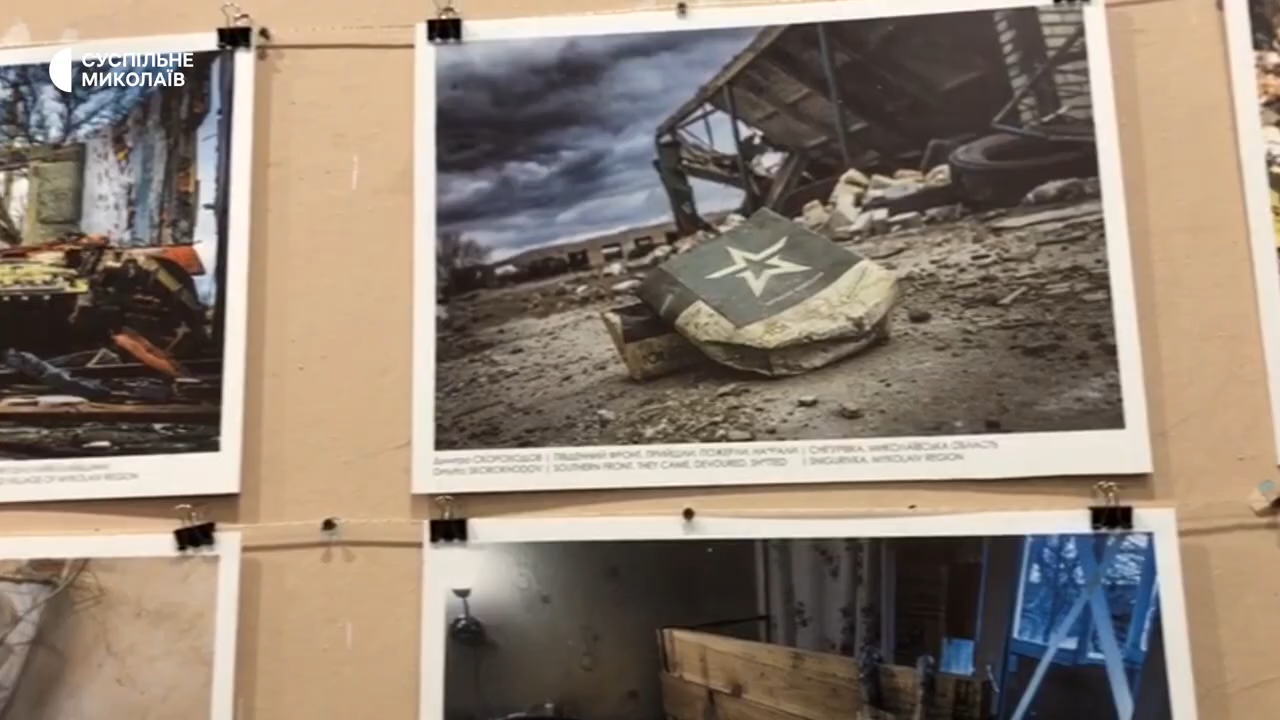 СУСПІЛЬНЕ
МИКОЛАЇВ
Дмитро СКОРОХОДОВ | ПІВДЕННИЙ ФРОНТ. ПРИЙШЛИ, ПОЖЕРЛИ, НАСРАЛИ | СНІГУРІВКА, МИКОЛАЇВСЬКА ОБЛАСТЬ
Dmitro SKOROKHODOV | SOUTHERN FRONT. THEY CAME, DEVOURED, SHITTED | SNIGURIVKA, MYKOLAIV REGION
VILLAGE OF MYKOLAIV REGION